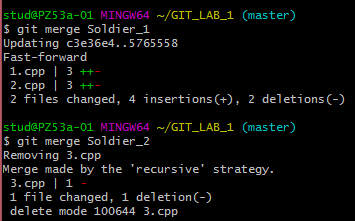 stud@PZ53a-01 MINGW64 ~/GIT_LAB_1 (master)
$ git merge Soldier_1
Updating c3e36e4..5765558
Fast-forward
 1.cpp | 3 ++-
 2.cpp | 3 ++-
 2 files changed, 4 insertions(+), 2 deletions(-)

stud@PZ53a-01 MINGW64 ~/GIT_LAB_1 (master)
$ git merge Soldier_2
Removing 3.cpp
Merge made by the 'recursive' strategy.
 3.cpp | 1 -
 1 file changed, 1 deletion(-)
 delete mode 100644 3.cpp